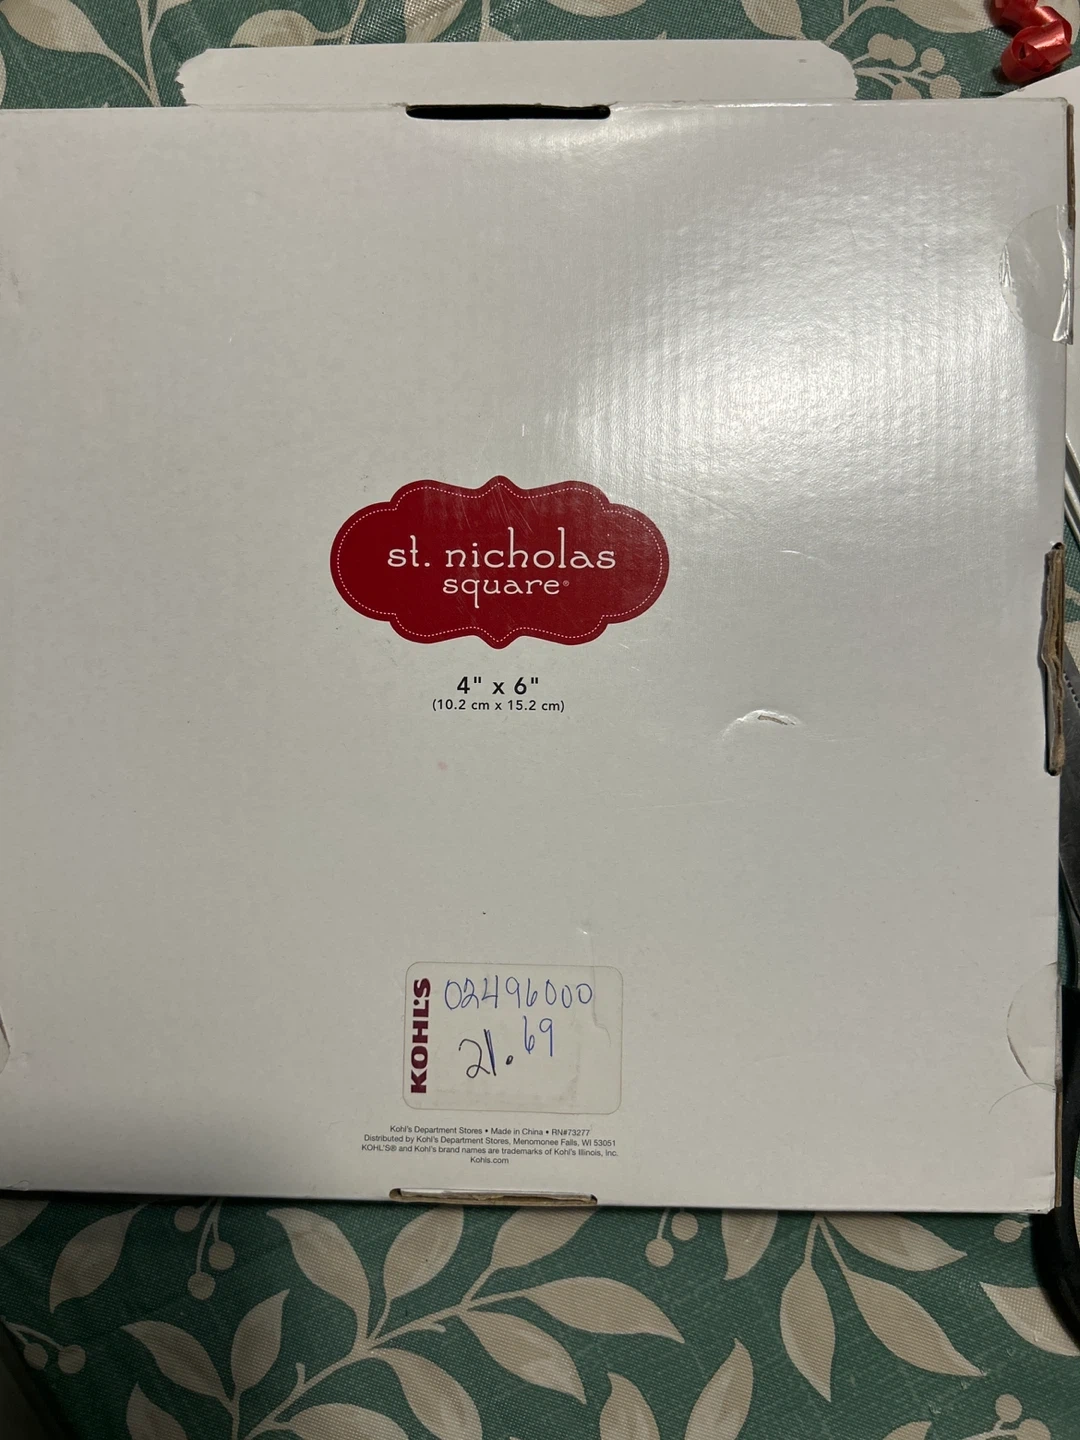 st. nicholas
square®
4" x 6"
(10.2 cm x 15.2 cm)
KOHL'S
02496000
21.69
Kohl's Department Stores • Made in China • RN#73277
Distributed by Kohl's Department Stores, Menomonee Falls, WI 53051
KOHL'S® and Kohl's brand names are trademarks of Kohl's Illinois, Inc.
Kohls.com